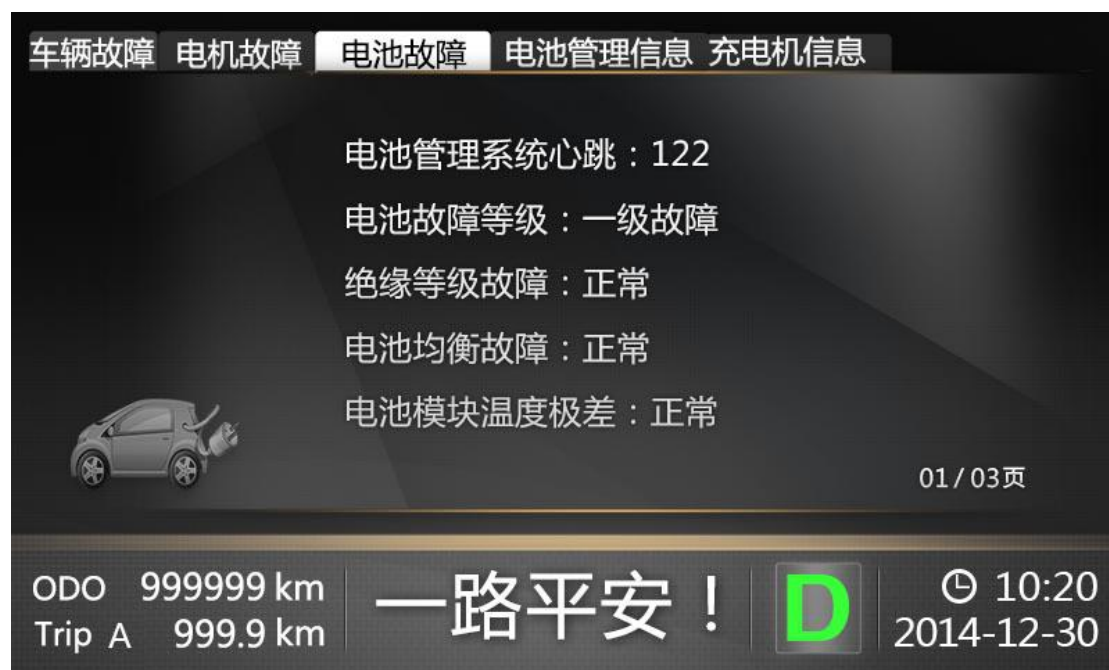 车辆故障 电机故障 电池故障 电池管理信息 充电机信息
电池管理系统心跳：122
电池故障等级：一级故障
绝缘等级故障：正常
电池均衡故障：正常
电池模块温度极差：正常
01/03页
ODO 999999 km
Trip A 999.9 km
一路平安！
D
10:20
2014-12-30